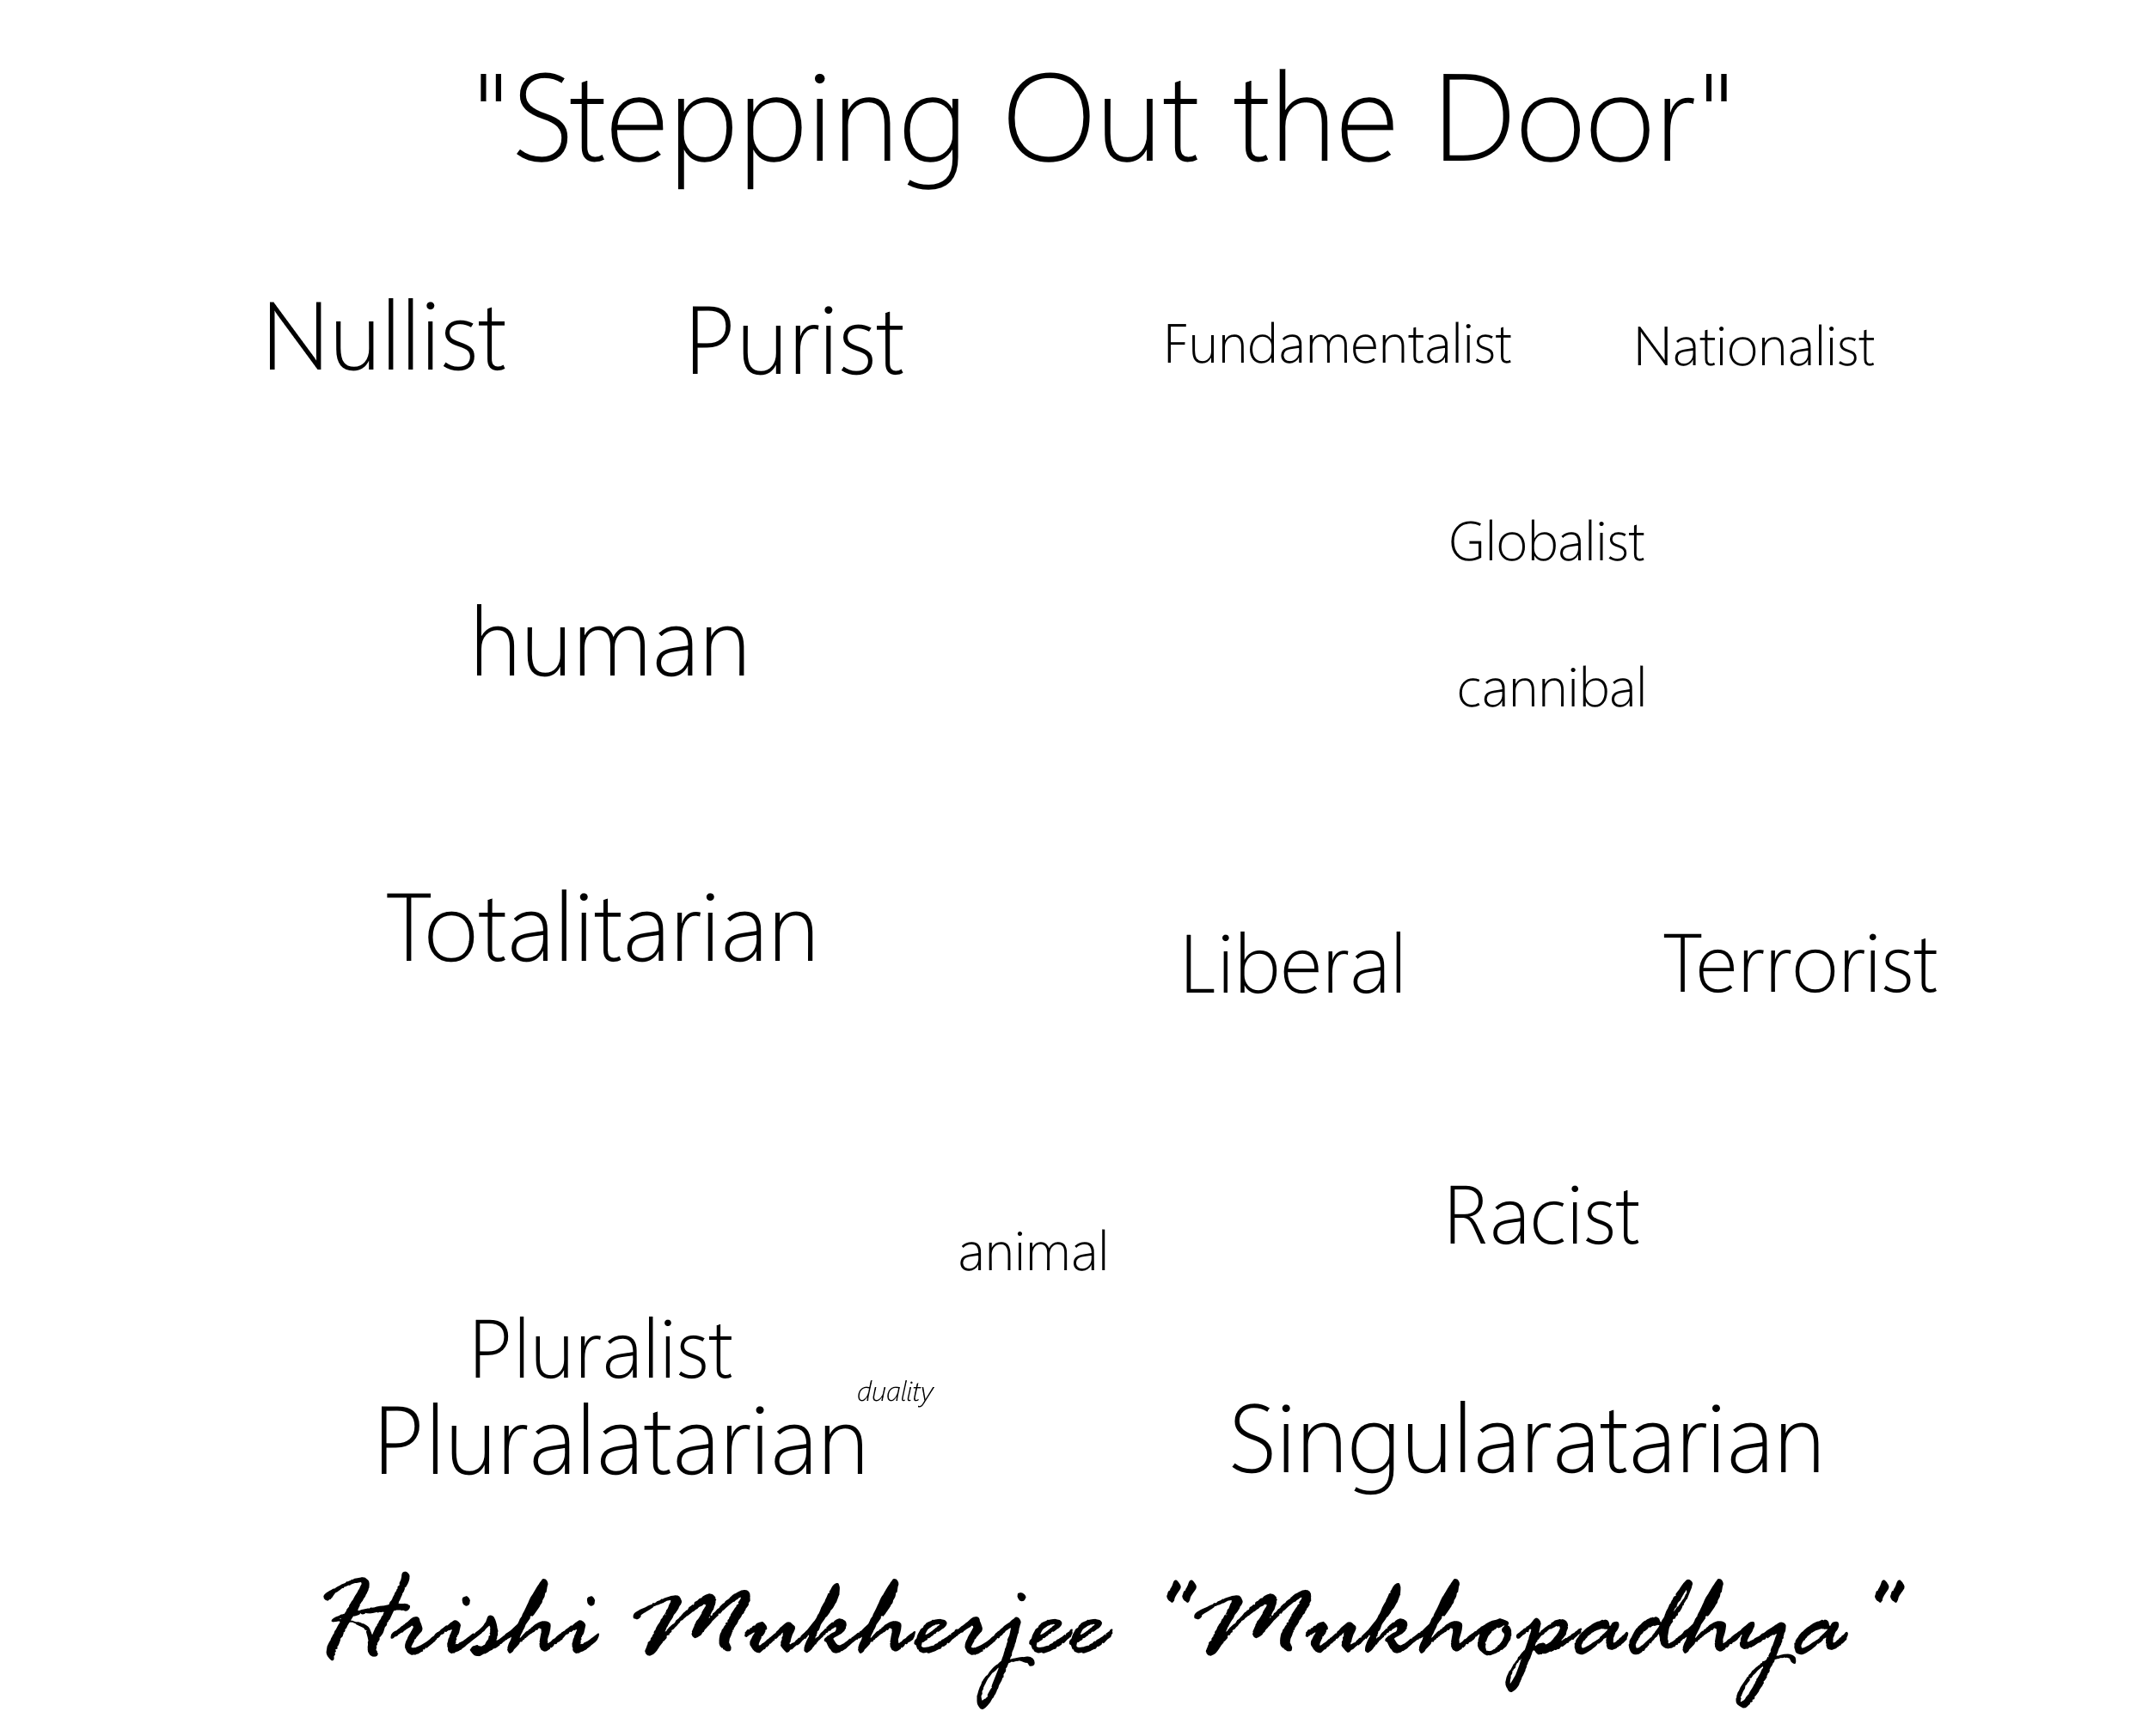 "Stepping Out the Door"
Nullist Purist Fundamentalist Nationalist
Globalist
human
cannibal
Totalitarian Liberal Terrorist
Racist
animal
Pluralist
duality
Pluralatarian Singularatarian
Hrishi Mukherjee "Mukhopadhya"